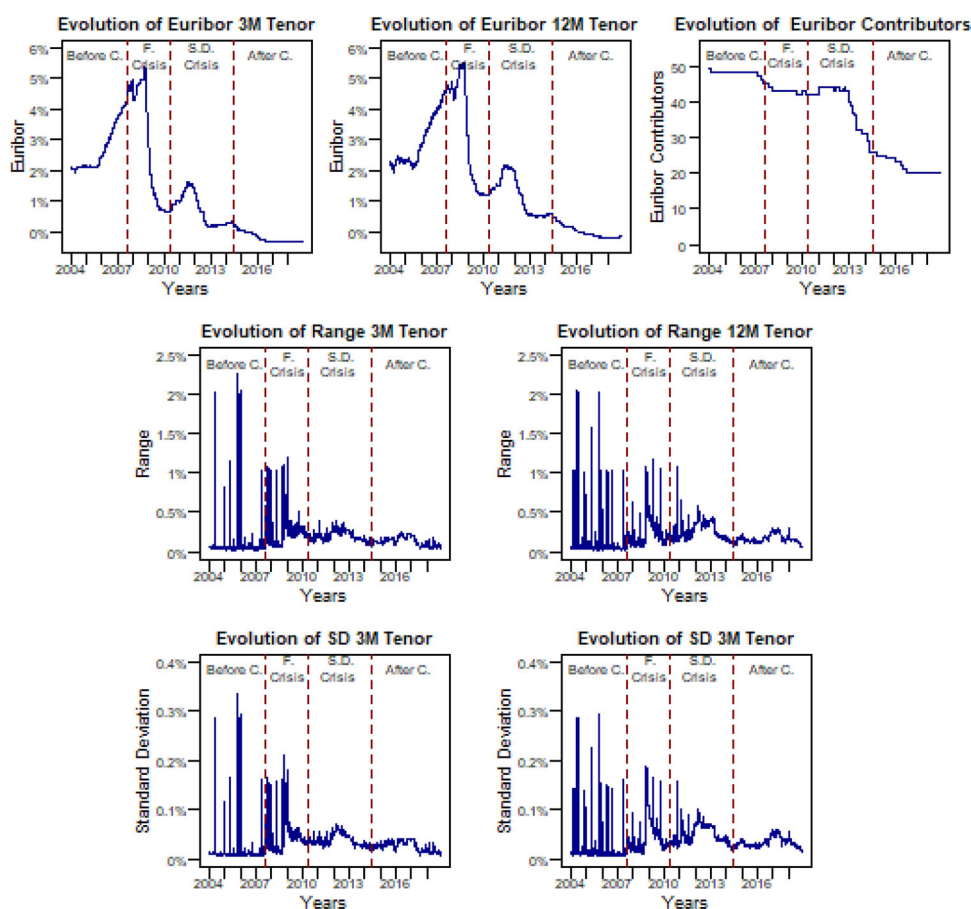 Evolution of Euribor 3M Tenor
Before C.
F.
Crisis
S.D.
Crisis
After C.
Euribor
6%
5%
4%
3%
2%
1%
0%
2004 2007 2010 2013 2016
Years
Evolution of Euribor 12M Tenor
Before C.
F.
Crisis
S.D.
Crisis
After C.
Euribor
6%
5%
4%
3%
2%
1%
0%
2004 2007 2010 2013 2016
Years
Evolution of Euribor Contributors
Before C.
F.
Crisis
S.D.
Crisis
After C.
Euribor Contributors
50
40
30
20
10
0
2004 2007 2010 2013 2016
Years
Evolution of Range 3M Tenor
Before C.
F.
Crisis
S.D.
Crisis
After C.
Range
2.5%
2%
1.5%
1%
0.5%
0%
2004 2007 2010 2013 2016
Years
Evolution of Range 12M Tenor
Before C.
F.
Crisis
S.D.
Crisis
After C.
Range
2.5%
2%
1.5%
1%
0.5%
0%
2004 2007 2010 2013 2016
Years
Evolution of SD 3M Tenor
Before C.
F.
Crisis
S.D.
Crisis
After C.
Standard Deviation
0.4%
0.3%
0.2%
0.1%
0%
2004 2007 2010 2013 2016
Years
Evolution of SD 3M Tenor
Before C.
F.
Crisis
S.D.
Crisis
After C.
Standard Deviation
0.4%
0.3%
0.2%
0.1%
0%
2004 2007 2010 2013 2016
Years